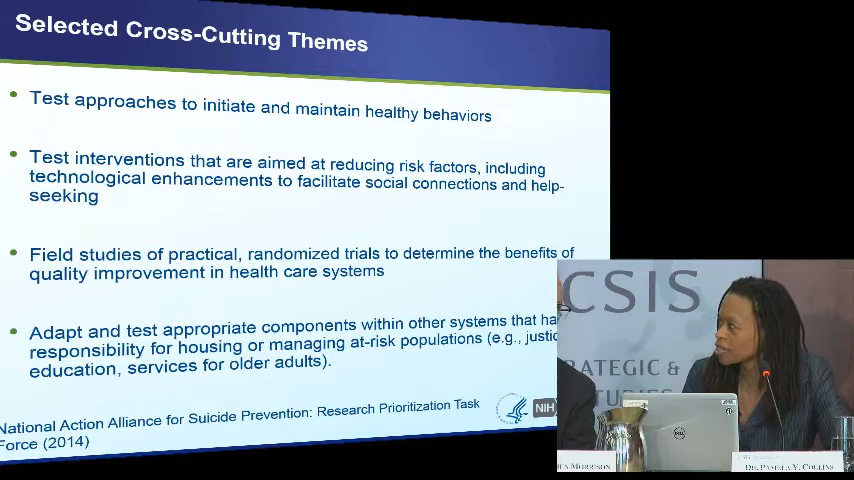 Selected Cross-Cutting Themes
• Test approaches to initiate and maintain healthy behaviors
• Test interventions that are aimed at reducing risk factors, including
technological enhancements to facilitate social connections and help-
seeking
• Field studies of practical, randomized trials to determine the benefits of
quality improvement in health care systems
• Adapt and test appropriate components within other systems that ha
responsibility for housing or managing at-risk populations (e.g., justic
education, services for older adults).
National Action Alliance for Suicide Prevention: Research Prioritization Task
Force (2014)
NIH
CSIS
RATEGIC &
TUDIES
DELL
HEN MORRISON
DR. PAMELA Y. COLLINS